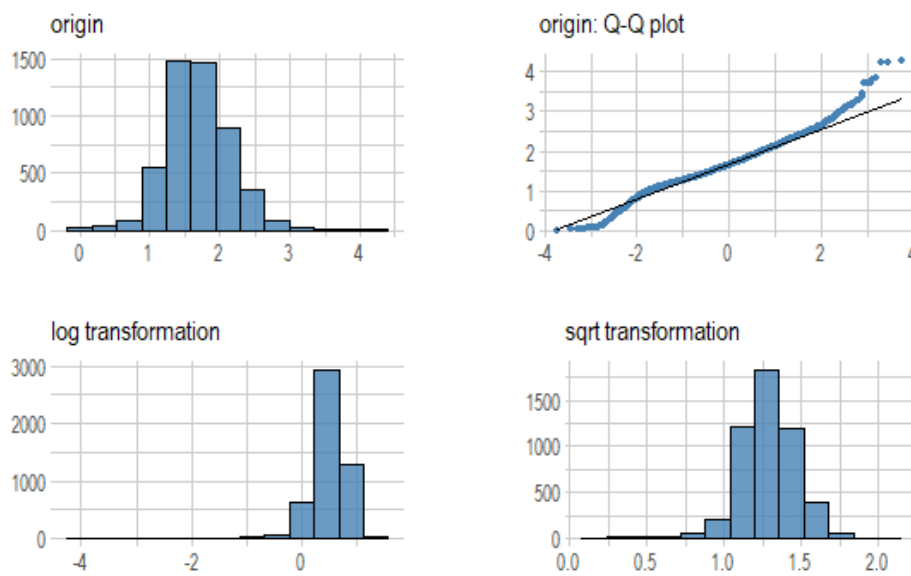 origin
1500
1000
500
0
0 1 2 3 4
origin: Q-Q plot
4
3
2
1
0
-4 -2 0 2 4
log transformation
3000
2000
1000
0
-4 -2 0
sqrt transformation
1500
1000
500
0
0.0 0.5 1.0 1.5 2.0